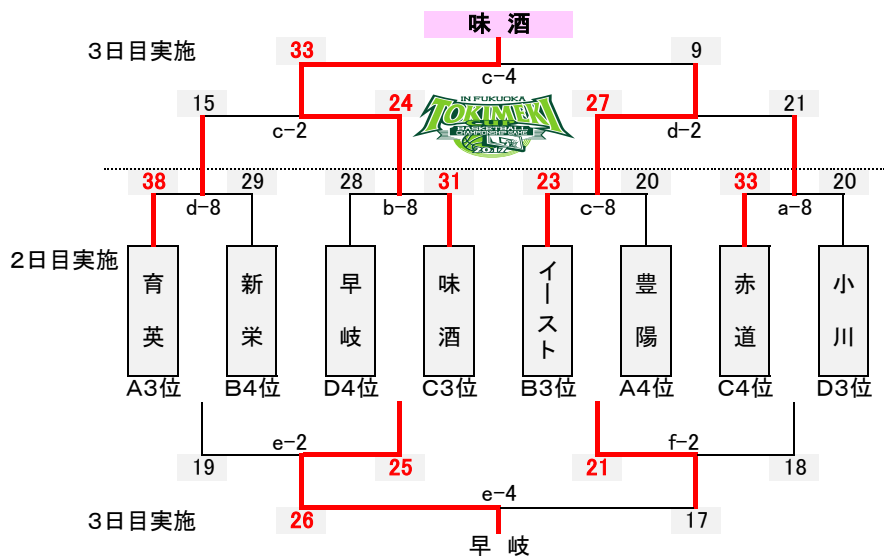 味 酒
3日目実施
33
9
c-4
15
24
IN FUKUOKA
TOKIMEKI
CUP
BASKETBALL
CHAMPIONSHIP GAME
2017
27
21
c-2
d-2
38
29
28
31
23
20
33
20
d-8
b-8
c-8
a-8
2日目実施
育英
新栄
早岐
味酒
イースト
豊陽
赤道
小川
A3位
B4位
D4位
C3位
B3位
A4位
C4位
D3位
e-2
f-2
19
25
21
18
e-4
3日目実施
26
17
早 岐